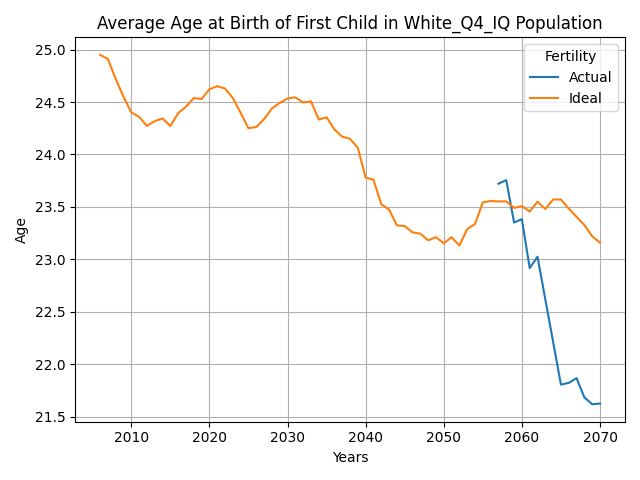 Average Age at Birth of First Child in White_Q4_IQ Population
Fertility
Actual
Ideal
25.0
24.5
24.0
23.5
23.0
22.5
22.0
21.5
Age
2010
2020
2030
2040
2050
2060
2070
Years